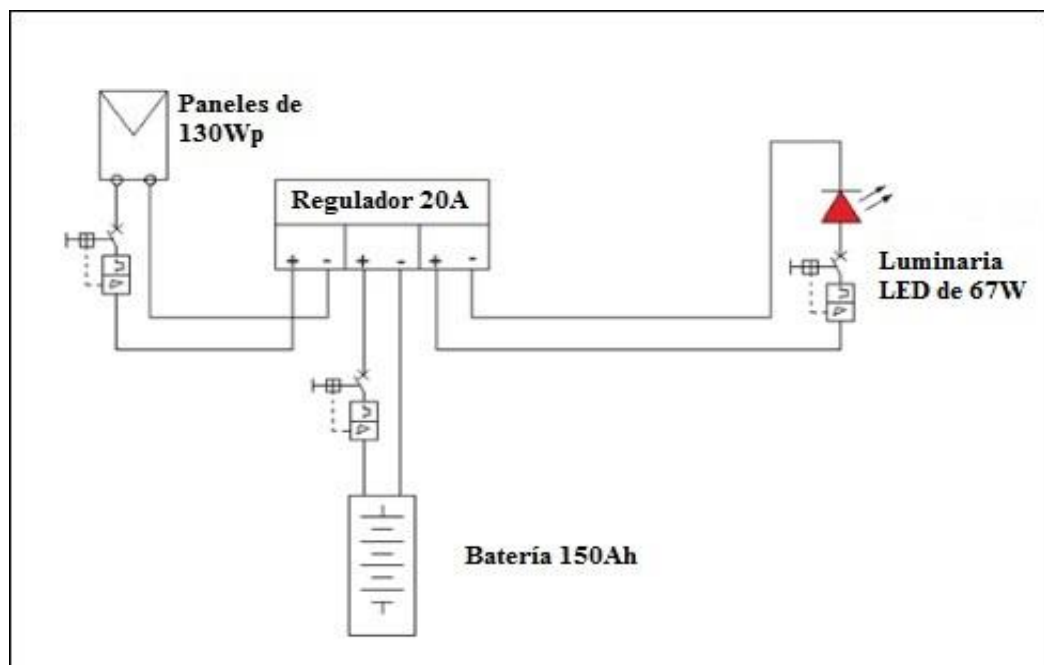 Paneles de
130Wp
Regulador 20A
+ - + - + -
Luminaria
LED de 67W
Batería 150Ah